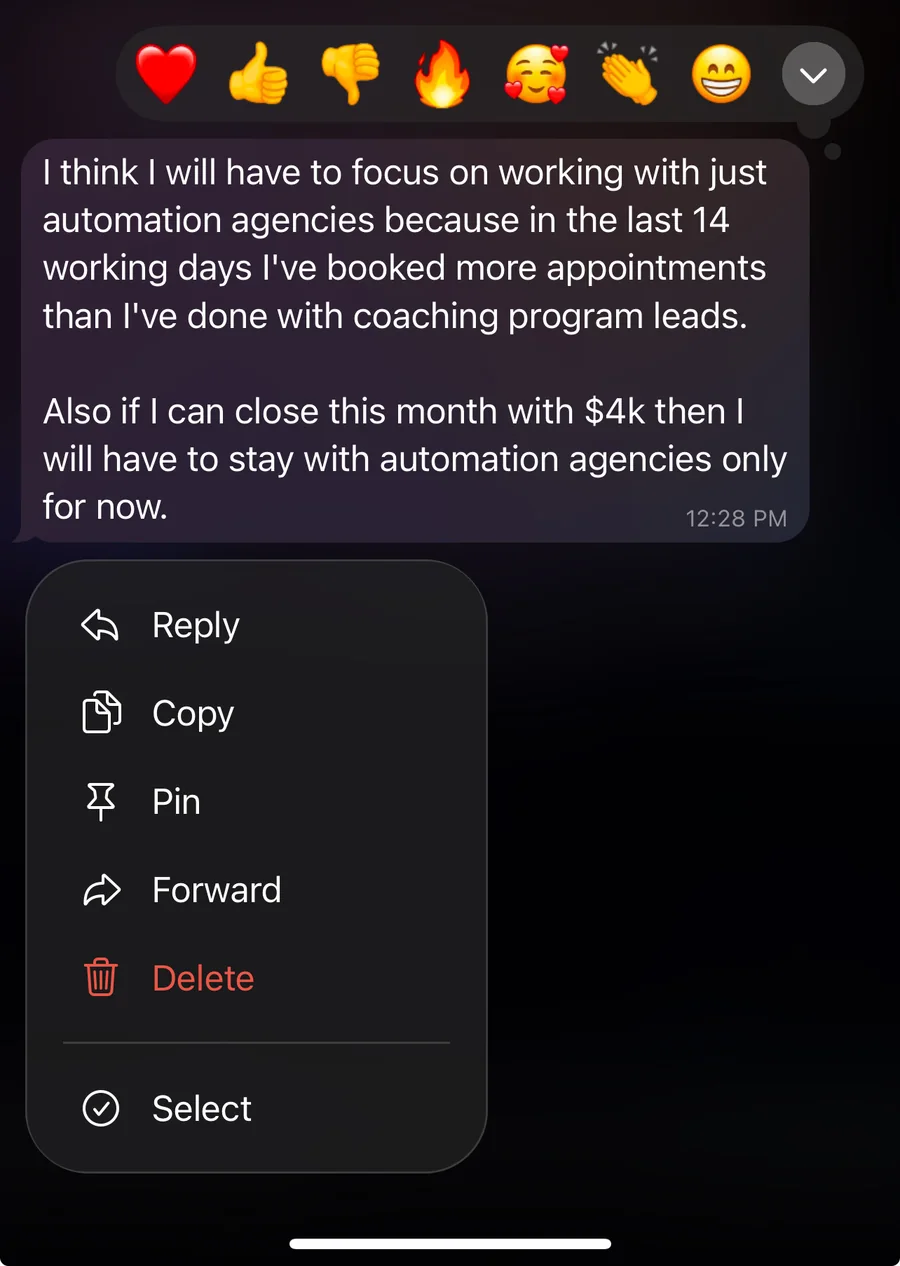 I think I will have to focus on working with just
automation agencies because in the last 14
working days I've booked more appointments
than I've done with coaching program leads.
Also if I can close this month with $4k then I
will have to stay with automation agencies only
for now.
12:28 PM
Reply
Copy
Pin
Forward
Delete
Select